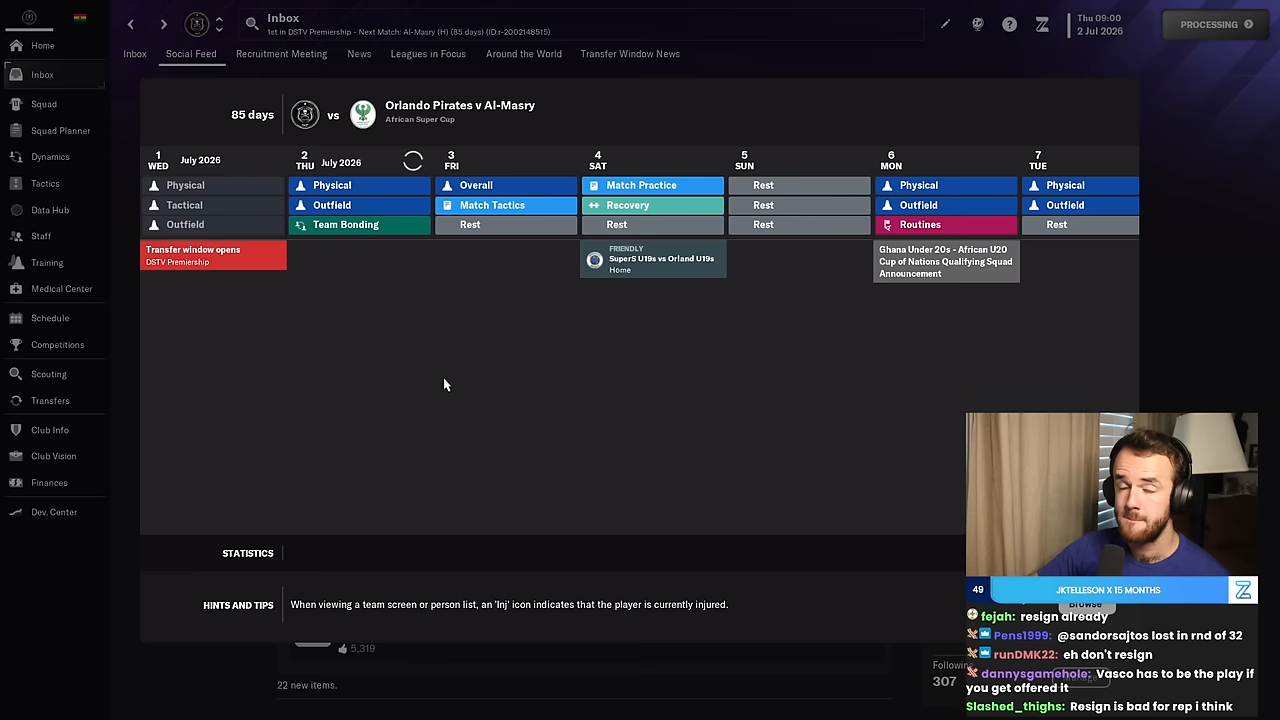 Inbox
1st in DSTV Premiership - Next Match: Al-Masry (H) (85 days) (ID:r-2002148515)
Thu 09:00
2 Jul 2026
PROCESSING
Home
Inbox
Squad
Squad Planner
Dynamics
Tactics
Data Hub
Staff
Training
Medical Center
Schedule
Competitions
Scouting
Transfers
Club Info
Club Vision
Finances
Dev. Center
Inbox Social Feed Recruitment Meeting News Leagues in Focus Around the World Transfer Window News
85 days vs Orlando Pirates v Al-Masry
African Super Cup
1 WED July 2026
Physical
Tactical
Outfield
Transfer window opens
DSTV Premiership
2 THU July 2026
Physical
Outfield
Team Bonding
3 FRI
Overall
Match Tactics
Rest
4 SAT
Match Practice
Recovery
Rest
FRIENDLY
SuperS U19s vs Orland U19s
Home
5 SUN
Rest
Rest
Rest
6 MON
Physical
Outfield
Routines
Ghana Under 20s - African U20
Cup of Nations Qualifying Squad
Announcement
7 TUE
Physical
Outfield
Rest
STATISTICS
HINTS AND TIPS When viewing a team screen or person list, an 'Inj' icon indicates that the player is currently injured.
5,319
22 new items.
Following
307
49 JKTELLESON X 15 MONTHS
Browse
fejah: resign already
Pens1999: @sandorsajtos lost in rnd of 32
runDMK22: eh don't resign
dannysgamehole: Vasco has to be the play if
you get offered it
Slashed_thighs: Resign is bad for rep i think